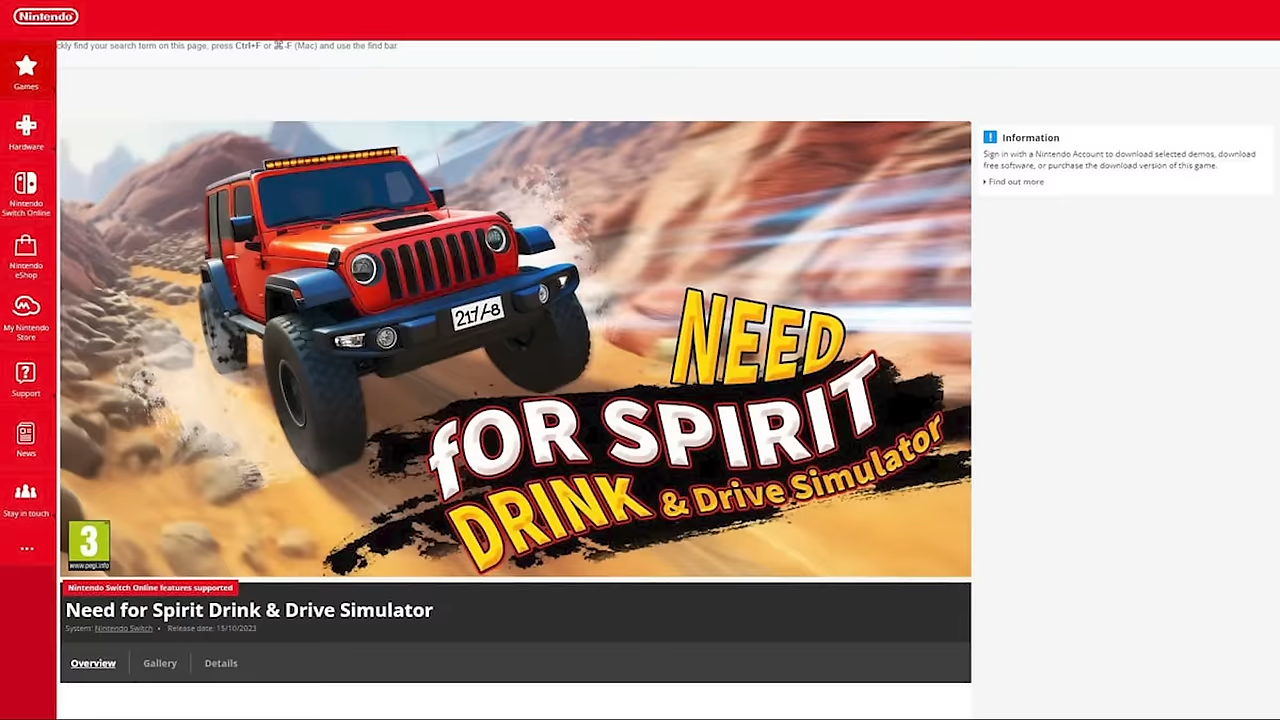 Nintendo
ckly find your search term on this page, press Ctrl+F or ⌘-F (Mac) and use the find bar.
Games
Hardware
Nintendo
Switch Online
Nintendo
eShop
My Nintendo
Store
Support
News
Stay in touch
...
217/-8
NEED
fOR SPIRIT
DRINK & Drive Simulator
3
www.pegi.info
! Information
Sign in with a Nintendo Account to download selected demos, download
free software, or purchase the download version of this game.
Find out more
Nintendo Switch Online features supported
Need for Spirit Drink & Drive Simulator
System: Nintendo Switch • Release date: 15/10/2023
Overview
Gallery
Details